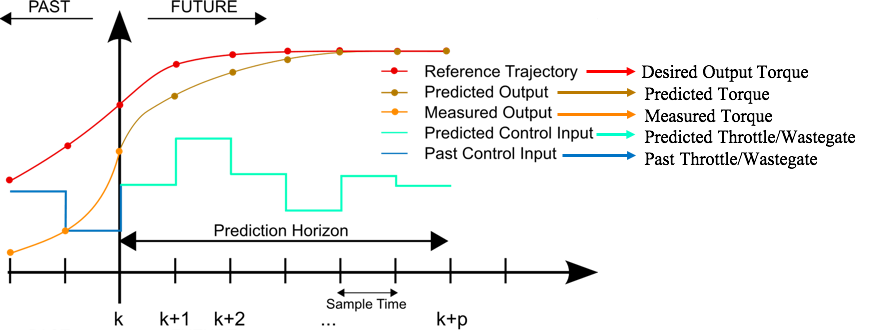 PAST FUTURE
Reference Trajectory Desired Output Torque
Predicted Output Predicted Torque
Measured Output Measured Torque
Predicted Control Input Predicted Throttle/Wastegate
Past Control Input Past Throttle/Wastegate
Prediction Horizon
Sample Time
k k+1 k+2 ... k+p